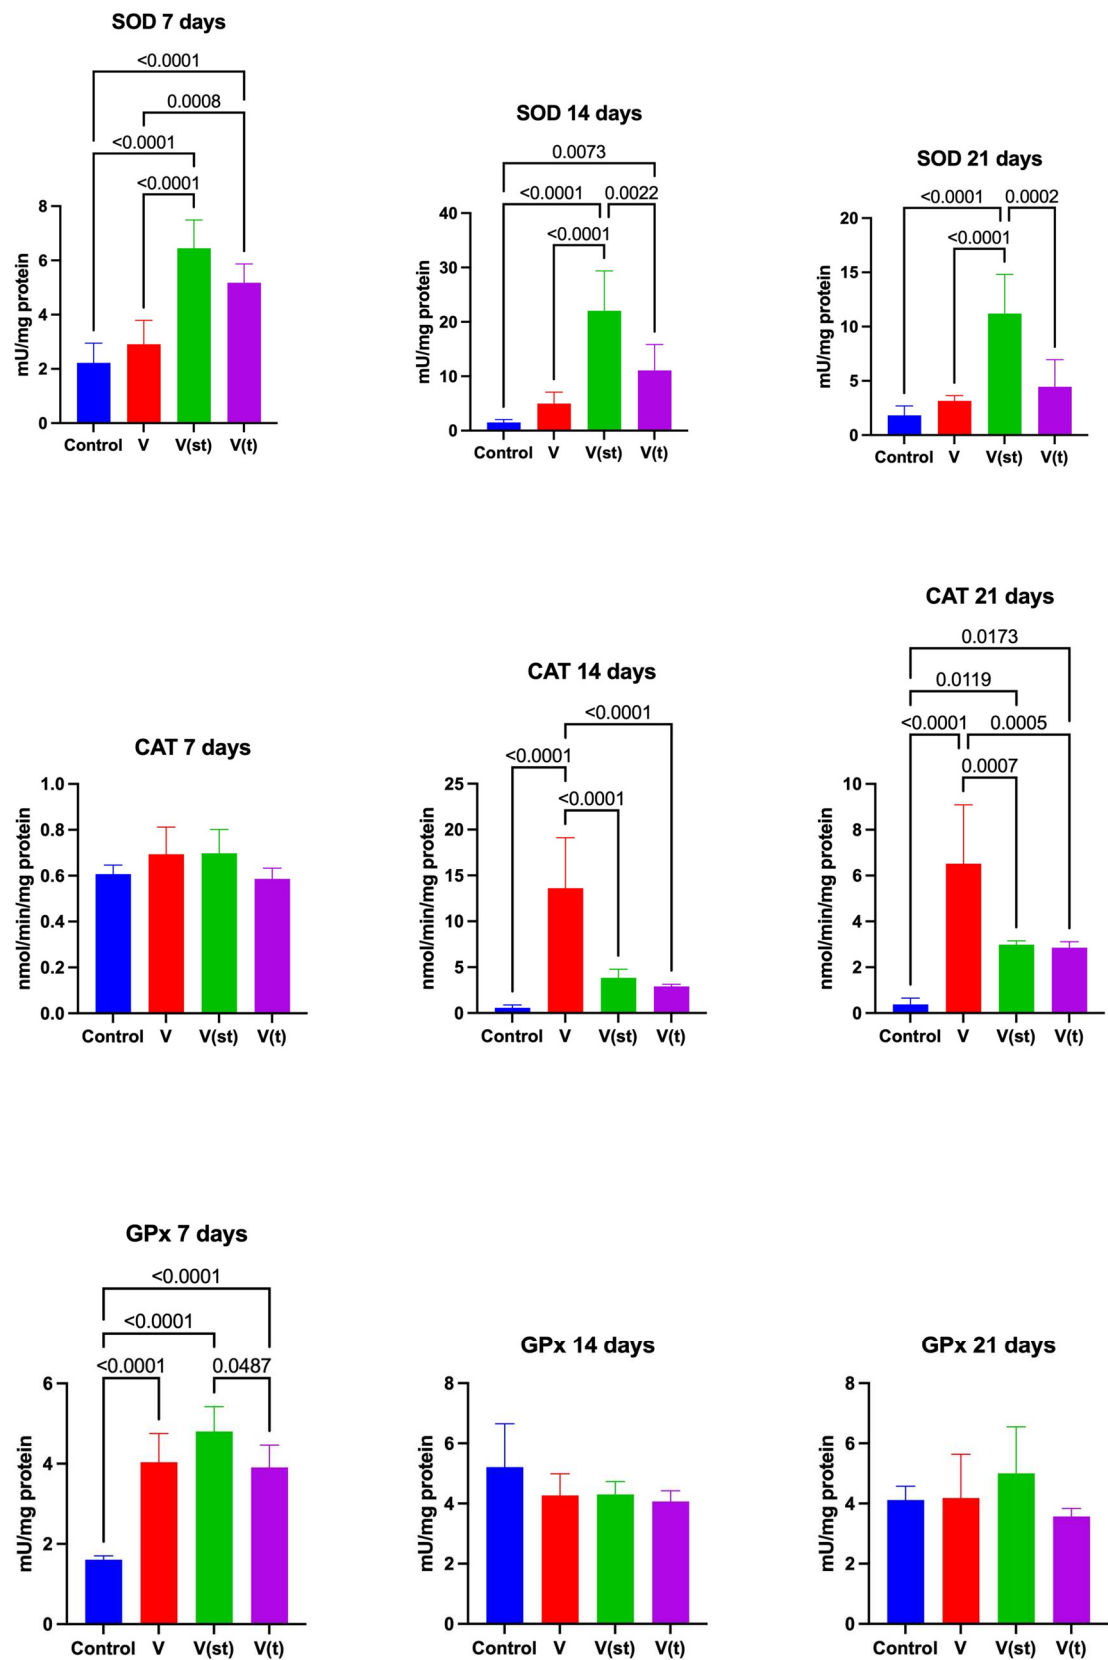 SOD 7 days
<0.0001
0.0008
<0.0001
<0.0001
8
6
4
2
0
mU/mg protein
Control V V(st) V(t)
SOD 14 days
0.0073
<0.0001 0.0022
<0.0001
40
30
20
10
0
mU/mg protein
Control V V(st) V(t)
SOD 21 days
<0.0001 0.0002
<0.0001
20
15
10
5
0
mU/mg protein
Control V V(st) V(t)
CAT 7 days
1.0
0.8
0.6
0.4
0.2
0.0
nmol/min/mg protein
Control V V(st) V(t)
CAT 14 days
<0.0001
<0.0001
<0.0001
25
20
15
10
5
0
nmol/min/mg protein
Control V V(st) V(t)
CAT 21 days
0.0173
0.0119
<0.0001 0.0005
0.0007
10
8
6
4
2
0
nmol/min/mg protein
Control V V(st) V(t)
GPx 7 days
<0.0001
<0.0001
<0.0001 0.0487
6
4
2
0
mU/mg protein
Control V V(st) V(t)
GPx 14 days
8
6
4
2
0
mU/mg protein
Control V V(st) V(t)
GPx 21 days
8
6
4
2
0
mU/mg protein
Control V V(st) V(t)